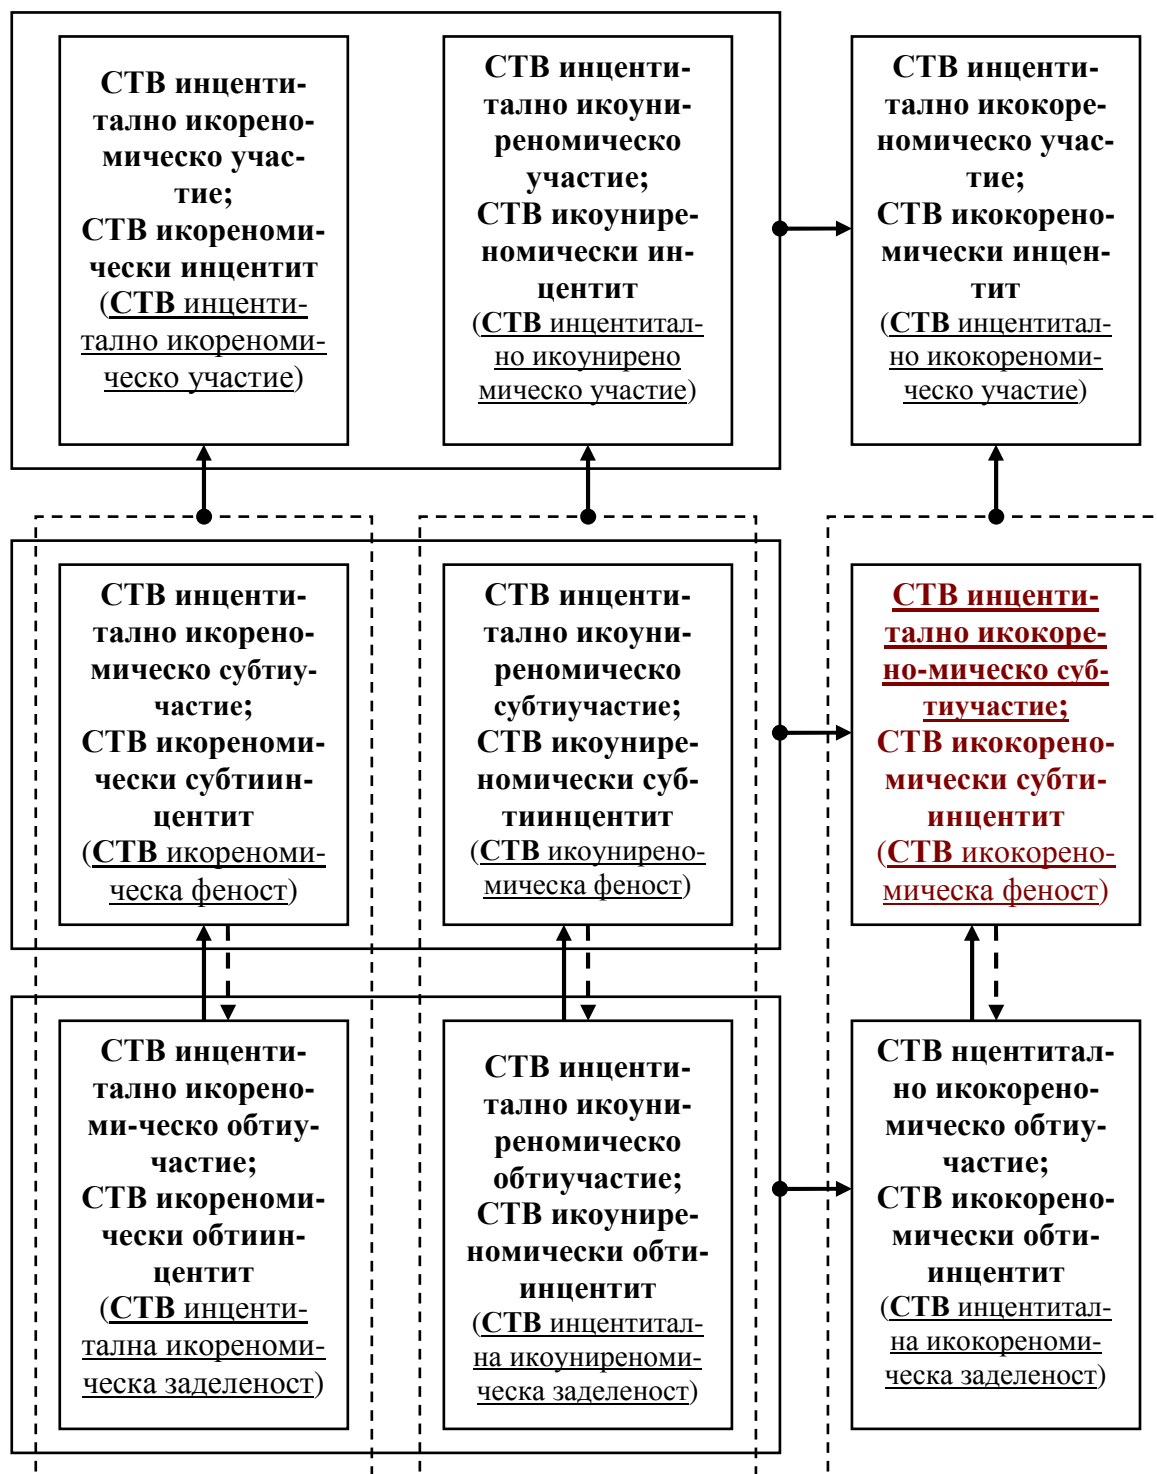 СТВ инценти-
тално икорено-
мическо учас-
тие;
СТВ икореноми-
чески инцентит
(СТВ инценти-
тално икореноми-
ческо участие)
СТВ инценти-
тално икоуни-
реномическо
участие;
СТВ икоунире-
номически ин-
центит
(СТВ инцентитал-
но икоунирено
мическо участие)
СТВ инценти-
тално икокоре-
номическо учас-
тие;
СТВ икокорено-
мически инцен-
тит
(СТВ инцентитал-
но икокореноми-
ческо участие)
СТВ инценти-
тално икорено-
мическо субтиу-
частие;
СТВ икореноми-
чески субтиин-
центит
(СТВ икореноми-
ческа феност)
СТВ инценти-
тално икоуни-
реномическо
субтиучастие;
СТВ икоунире-
номически суб-
тиинцентит
(СТВ икоунирено-
мическа феност)
СТВ инценти-
тално икокоре-
но-мическо суб-
тиучастие;
СТВ икокорено-
мически субти-
инцентит
(СТВ икокорено-
мическа феност)
СТВ инценти-
тално икорено-
ми-ческо обтиу-
частие;
СТВ икореноми-
чески обтиин-
центит
(СТВ инценти-
тална икореноми-
ческа заделеност)
СТВ инценти-
тално икоуни-
реномическо
обтиучастие;
СТВ икоунире-
номически обти-
инцентит
(СТВ инцентитал-
на икоуниреноми-
ческа заделеност)
СТВ нцентитал-
но икокорено-
мическо обтиу-
частие;
СТВ икокорено-
мически обти-
инцентит
(СТВ инцентитал-
на икокореноми-
ческа заделеност)